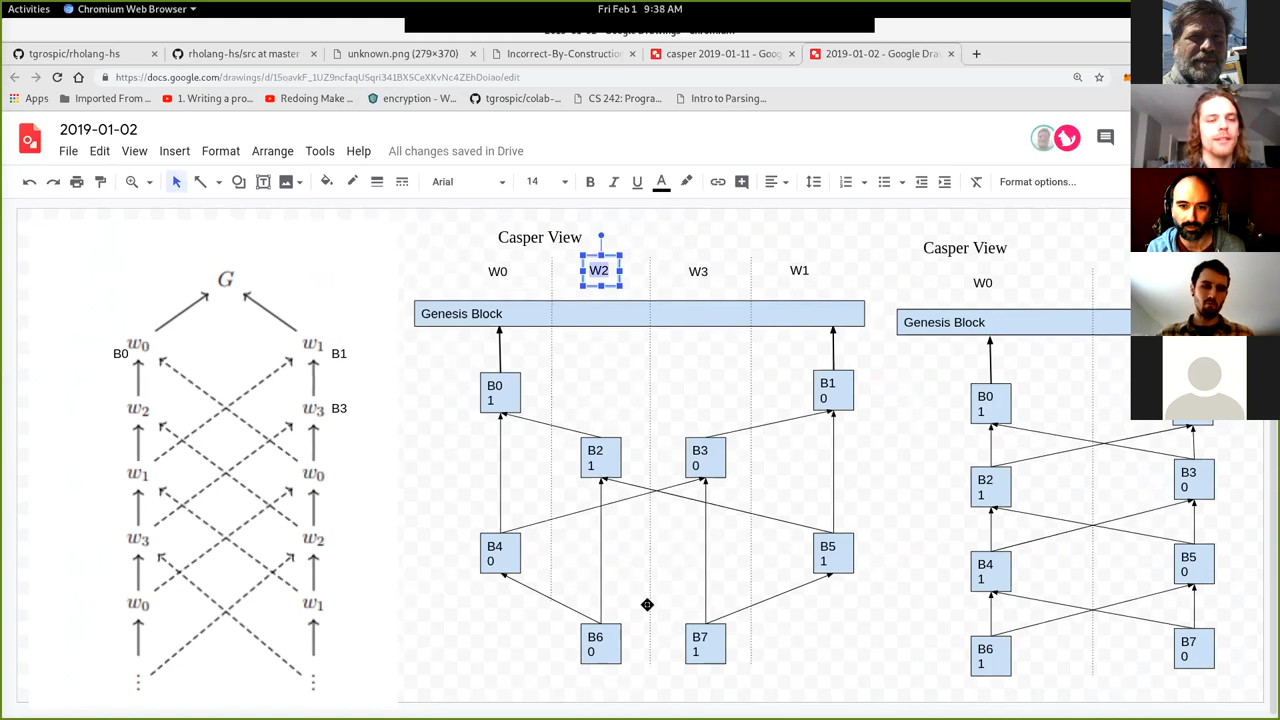 Activities Chromium Web Browser Fri Feb 1 9:38 AM
tgrospic/rholang-hs × rholang-hs/src at master × unknown.png (279×370) × Incorrect-By-Constructio × casper 2019-01-11 - Goog × 2019-01-02 - Google Dra × +
https://docs.google.com/drawings/d/15oavkF_1UZ9ncfaqUSqrI341BX5CeXKvNc4ZEhDoiao/edit
Apps Imported From ... 1. Writing a pro... Redoing Make ... encryption - W... tgrospic/colab-... CS 242: Progra... Intro to Parsing...
2019-01-02
File Edit View Insert Format Arrange Tools Help All changes saved in Drive
Arial 14 B I U A Format options...
G
B0 w0 w1 B1
w2 w3 B3
w1 w0
w3 w2
w0 w1
⋮ ⋮
Casper View
W0 W2 W3 W1
Genesis Block
B0
1
B1
0
B2
1
B3
0
B4
0
B5
1
B6
0
B7
1
Casper View
W0
Genesis Block
B0
1
B2
1
B3
0
B4
1
B5
0
B6
1
B7
0